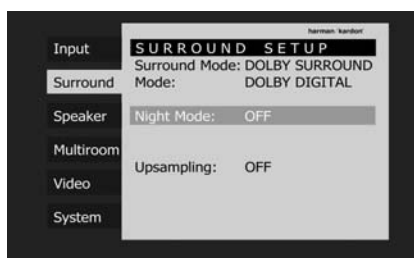 harman/kardon
Input
Surround
Speaker
Multiroom
Video
System
SURROUND SETUP
Surround Mode: DOLBY SURROUND
Mode: DOLBY DIGITAL
Night Mode: OFF
Upsampling: OFF